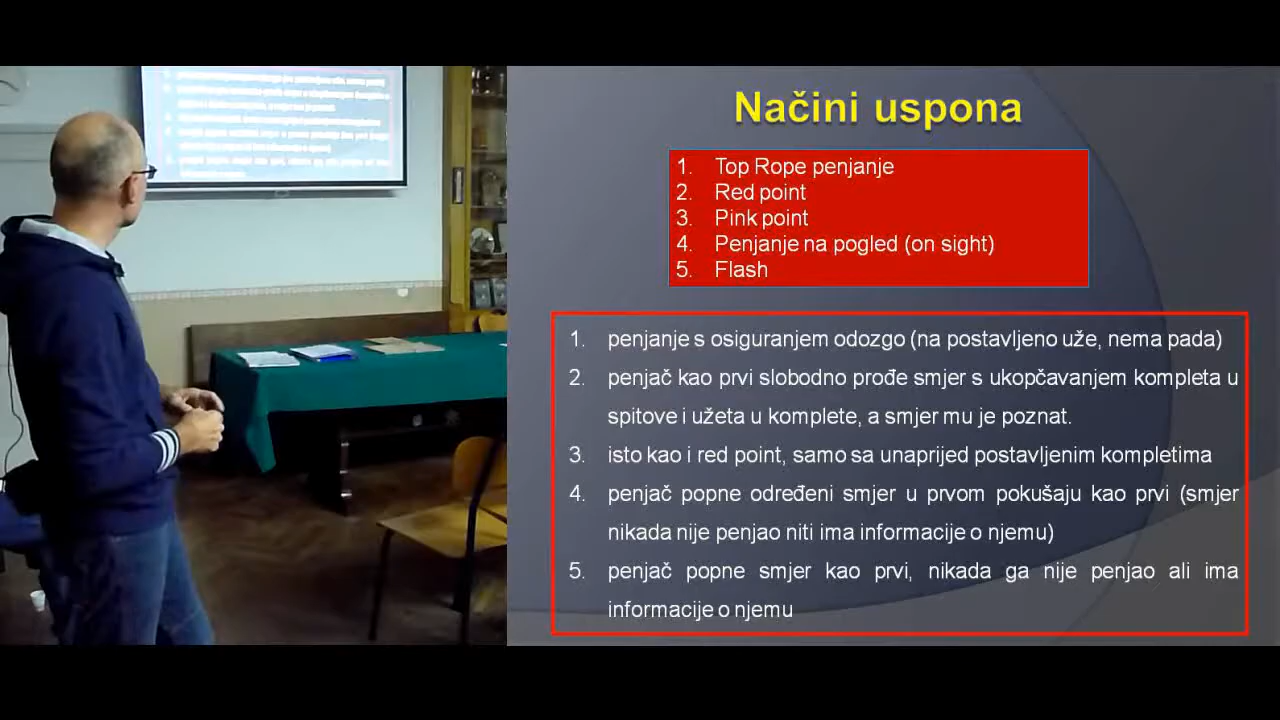 Načini uspona
1. Top Rope penjanje
2. Red point
3. Pink point
4. Penjanje na pogled (on sight)
5. Flash
1. penjanje s osiguranjem odozgo (na postavljeno uže, nema pada)
2. penjač kao prvi slobodno prođe smjer s ukopčavanjem kompleta u
spitove i užeta u komplete, a smjer mu je poznat.
3. isto kao i red point, samo sa unaprijed postavljenim kompletima
4. penjač popne određeni smjer u prvom pokušaju kao prvi (smjer
nikada nije penjao niti ima informacije o njemu)
5. penjač popne smjer kao prvi, nikada ga nije penjao ali ima
informacije o njemu